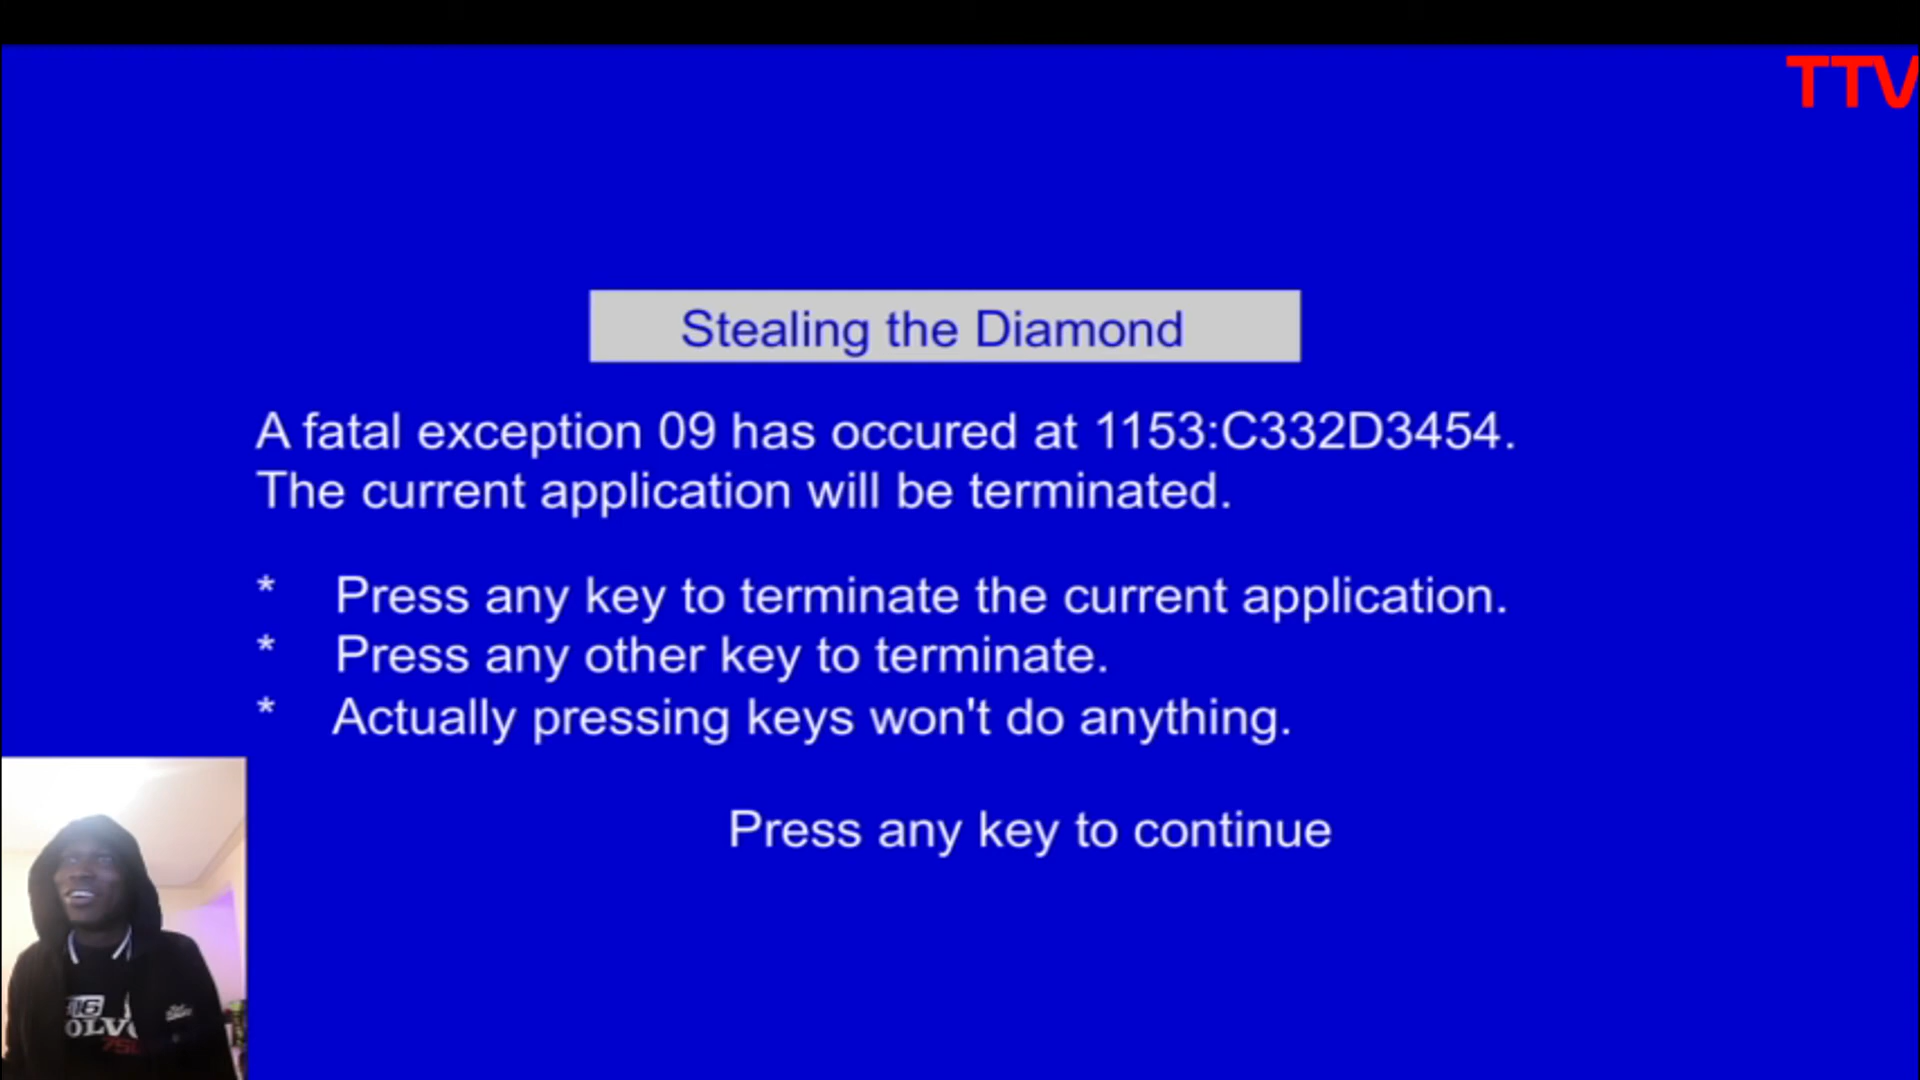 TTV
Stealing the Diamond
A fatal exception 09 has occured at 1153:C332D3454.
The current application will be terminated.
* Press any key to terminate the current application.
* Press any other key to terminate.
* Actually pressing keys won't do anything.
Press any key to continue